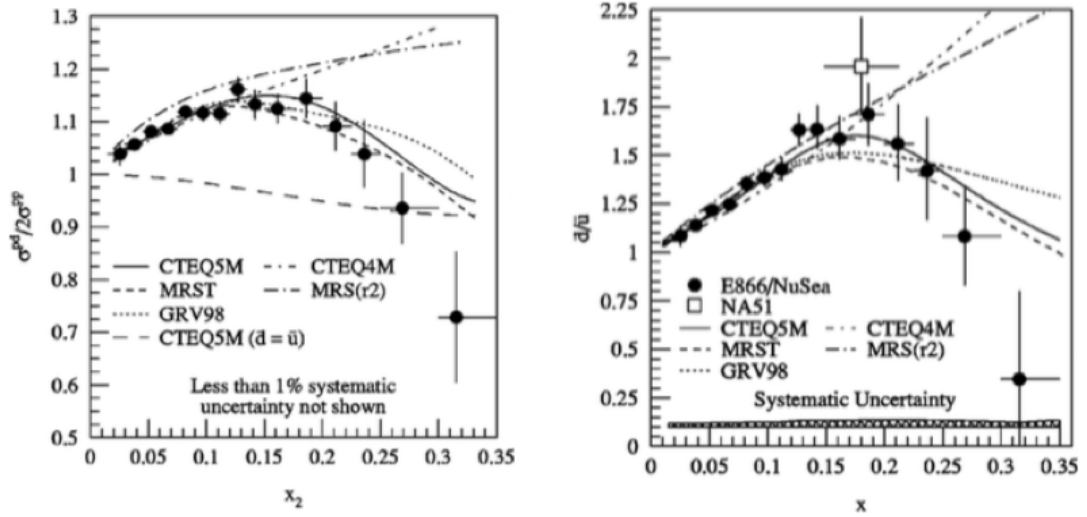 1.3
1.2
1.1
1
0.9
0.8
0.7
0.6
0.5
σᵖᵈ/2σᵖᵖ
CTEQ5M CTEQ4M
MRST MRS(r2)
GRV98
CTEQ5M (d̄ = ū)
Less than 1% systematic
uncertainty not shown
0 0.05 0.1 0.15 0.2 0.25 0.3 0.35
x₂
2.25
2
1.75
1.5
1.25
1
0.75
0.5
0.25
0
d̄/ū
E866/NuSea
NA51
CTEQ5M CTEQ4M
MRST MRS(r2)
GRV98
Systematic Uncertainty
0 0.05 0.1 0.15 0.2 0.25 0.3 0.35
x